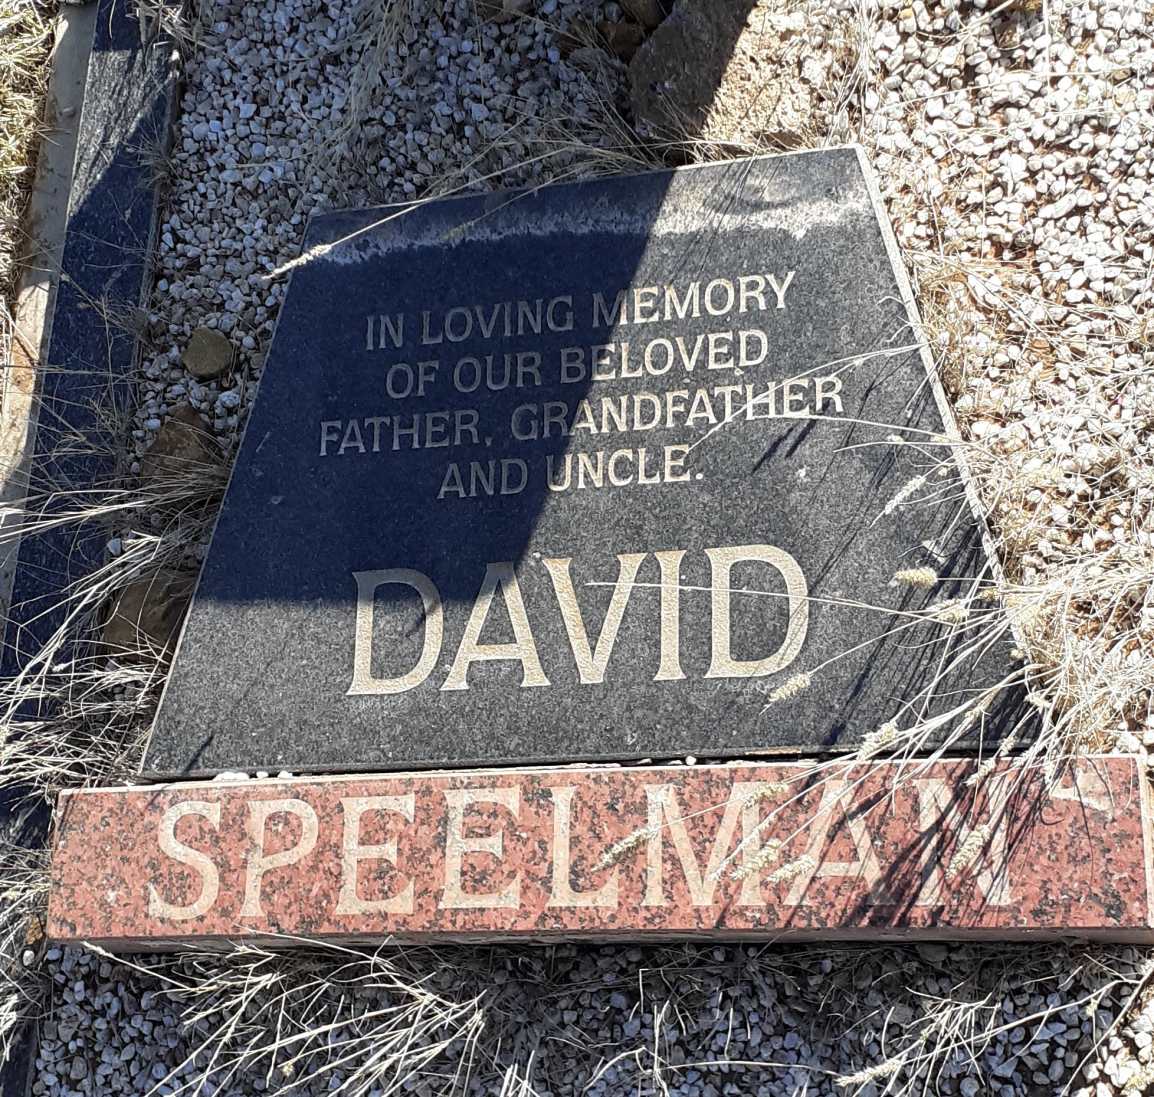 IN LOVING MEMORY
OF OUR BELOVED
FATHER, GRANDFATHER
AND UNCLE.
DAVID
SPEELMAN